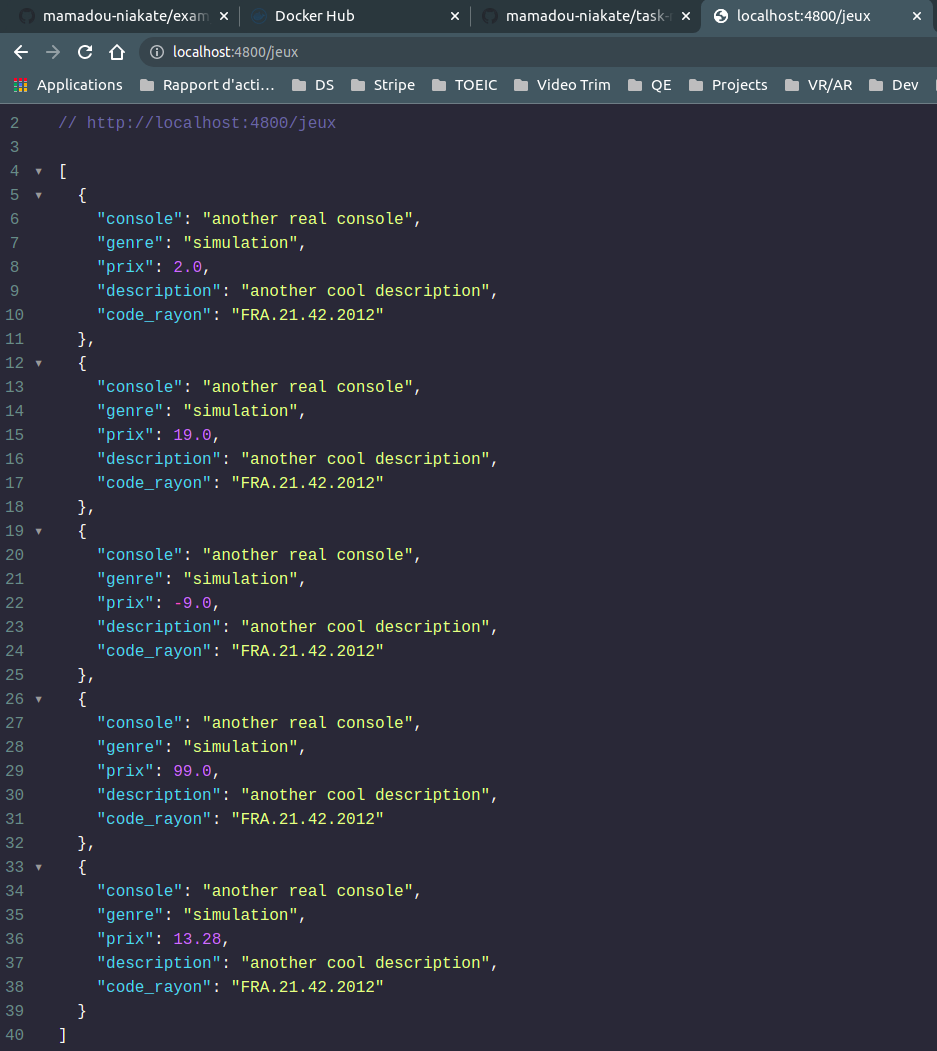 mamadou-niakate/exam
Docker Hub
mamadou-niakate/task-
localhost:4800/jeux
localhost:4800/jeux
Applications Rapport d'acti... DS Stripe TOEIC Video Trim QE Projects VR/AR Dev
2 // http://localhost:4800/jeux
3
4 [
5 {
6 "console": "another real console",
7 "genre": "simulation",
8 "prix": 2.0,
9 "description": "another cool description",
10 "code_rayon": "FRA.21.42.2012"
11 },
12 {
13 "console": "another real console",
14 "genre": "simulation",
15 "prix": 19.0,
16 "description": "another cool description",
17 "code_rayon": "FRA.21.42.2012"
18 },
19 {
20 "console": "another real console",
21 "genre": "simulation",
22 "prix": -9.0,
23 "description": "another cool description",
24 "code_rayon": "FRA.21.42.2012"
25 },
26 {
27 "console": "another real console",
28 "genre": "simulation",
29 "prix": 99.0,
30 "description": "another cool description",
31 "code_rayon": "FRA.21.42.2012"
32 },
33 {
34 "console": "another real console",
35 "genre": "simulation",
36 "prix": 13.28,
37 "description": "another cool description",
38 "code_rayon": "FRA.21.42.2012"
39 }
40 ]